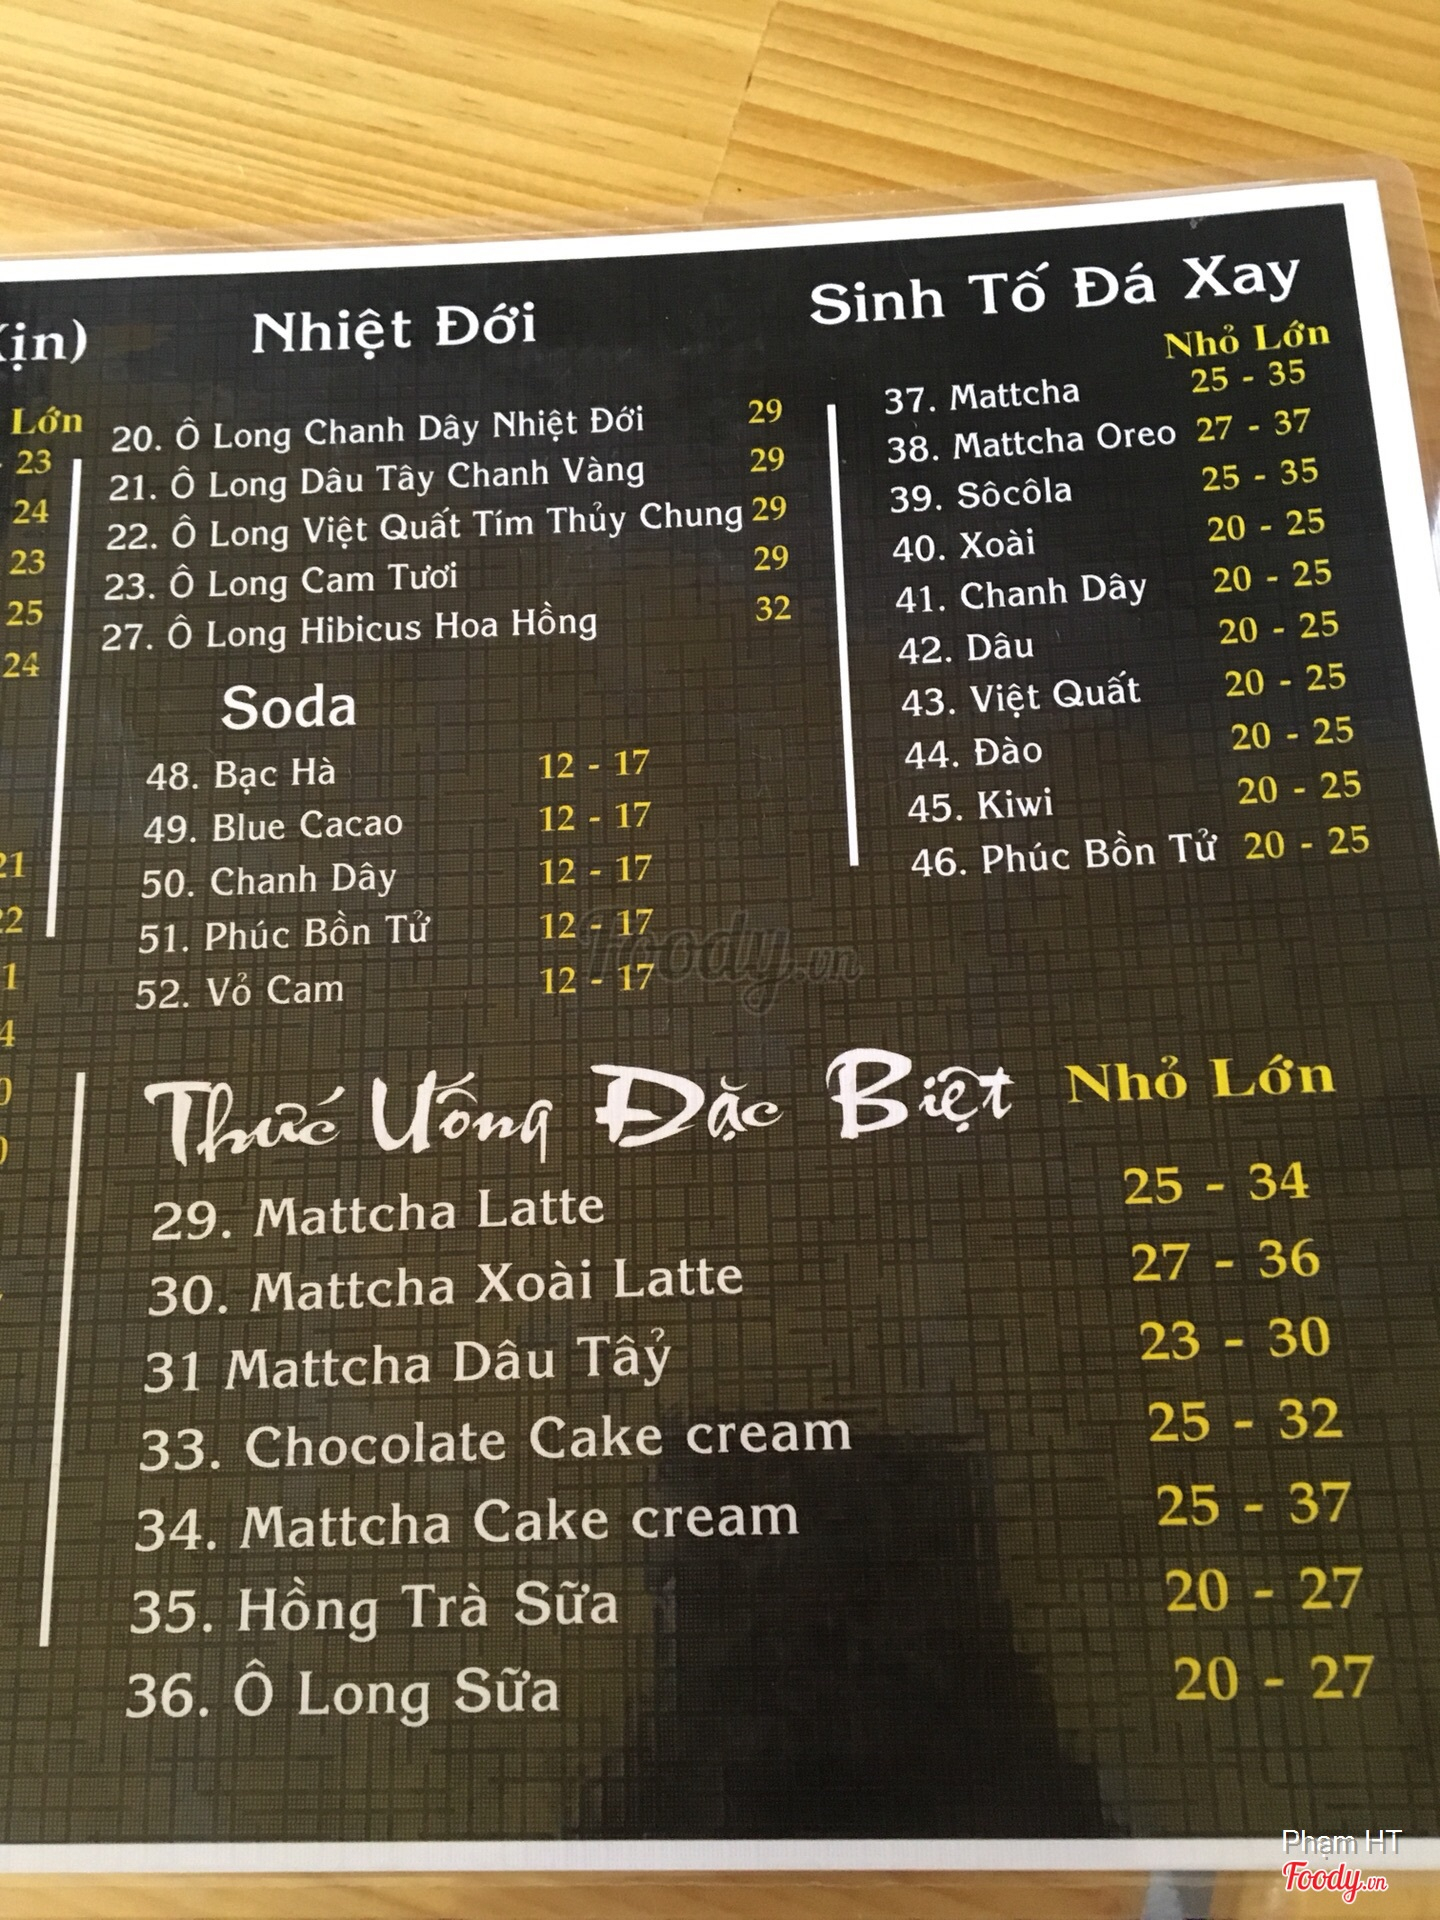 ịn)
Lớn
23
24
23
25
24
21
Nhiệt Đới
20. Ô Long Chanh Dây Nhiệt Đới 29
21. Ô Long Dâu Tây Chanh Vàng 29
22. Ô Long Việt Quất Tím Thủy Chung 29
23. Ô Long Cam Tươi 29
27. Ô Long Hibicus Hoa Hồng 32
Soda
48. Bạc Hà 12 - 17
49. Blue Cacao 12 - 17
50. Chanh Dây 12 - 17
51. Phúc Bồn Tử 12 - 17
52. Vỏ Cam 12 - 17
Sinh Tố Đá Xay
Nhỏ Lớn
37. Mattcha 25 - 35
38. Mattcha Oreo 27 - 37
39. Sôcôla 25 - 35
40. Xoài 20 - 25
41. Chanh Dây 20 - 25
42. Dâu 20 - 25
43. Việt Quất 20 - 25
44. Đào 20 - 25
45. Kiwi 20 - 25
46. Phúc Bồn Tử 20 - 25
Foody.vn
Thức Uống Đặc Biệt Nhỏ Lớn
29. Mattcha Latte 25 - 34
30. Mattcha Xoài Latte 27 - 36
31 Mattcha Dâu Tâỷ 23 - 30
33. Chocolate Cake cream 25 - 32
34. Mattcha Cake cream 25 - 37
35. Hồng Trà Sữa 20 - 27
36. Ô Long Sữa 20 - 27
Phạm HT
Foody.vn